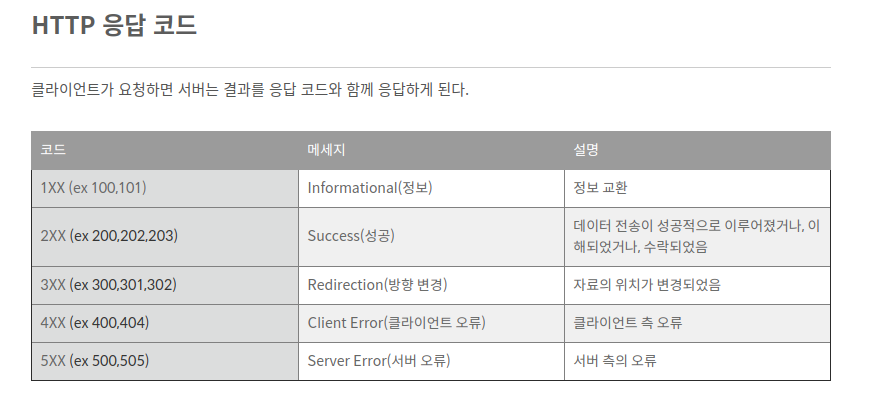 HTTP 응답 코드
클라이언트가 요청하면 서버는 결과를 응답 코드와 함께 응답하게 된다.
코드 메세지 설명
1XX (ex 100,101) Informational(정보) 정보 교환
2XX (ex 200,202,203) Success(성공) 데이터 전송이 성공적으로 이루어졌거나, 이
해되었거나, 수락되었음
3XX (ex 300,301,302) Redirection(방향 변경) 자료의 위치가 변경되었음
4XX (ex 400,404) Client Error(클라이언트 오류) 클라이언트 측 오류
5XX (ex 500,505) Server Error(서버 오류) 서버 측의 오류